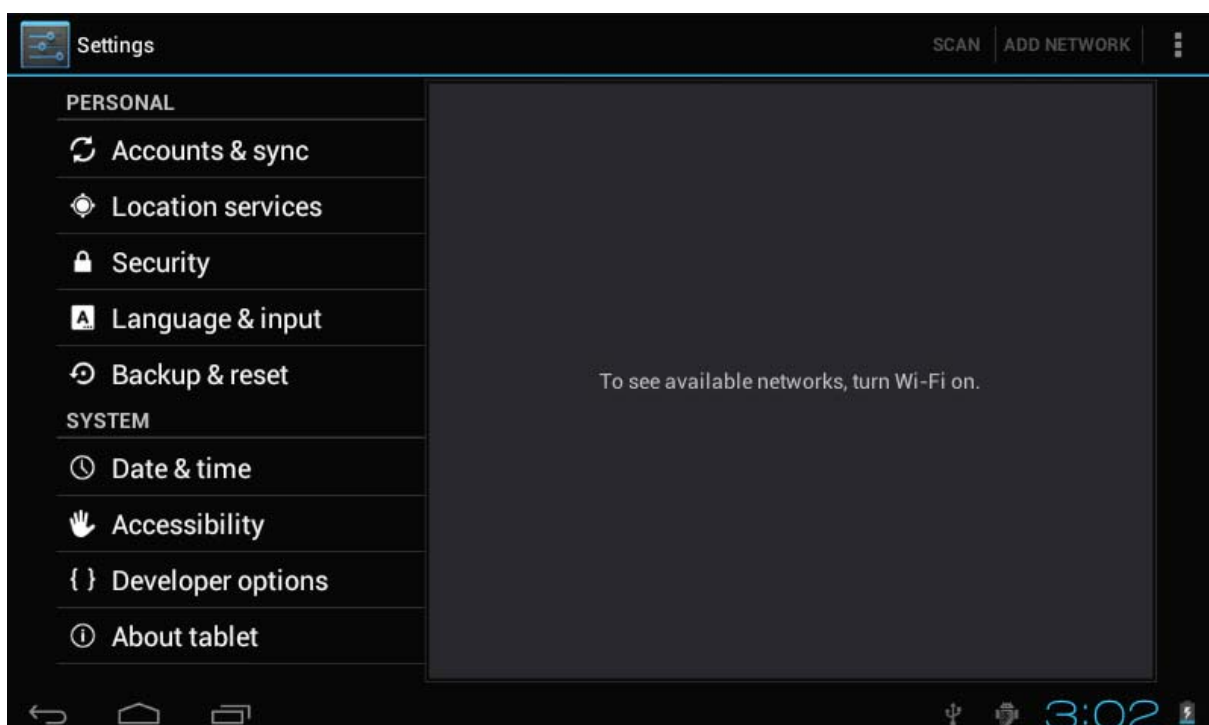 Settings
SCAN
ADD NETWORK
PERSONAL
Accounts & sync
Location services
Security
Language & input
Backup & reset
SYSTEM
Date & time
Accessibility
{ } Developer options
About tablet
To see available networks, turn Wi-Fi on.
3:02